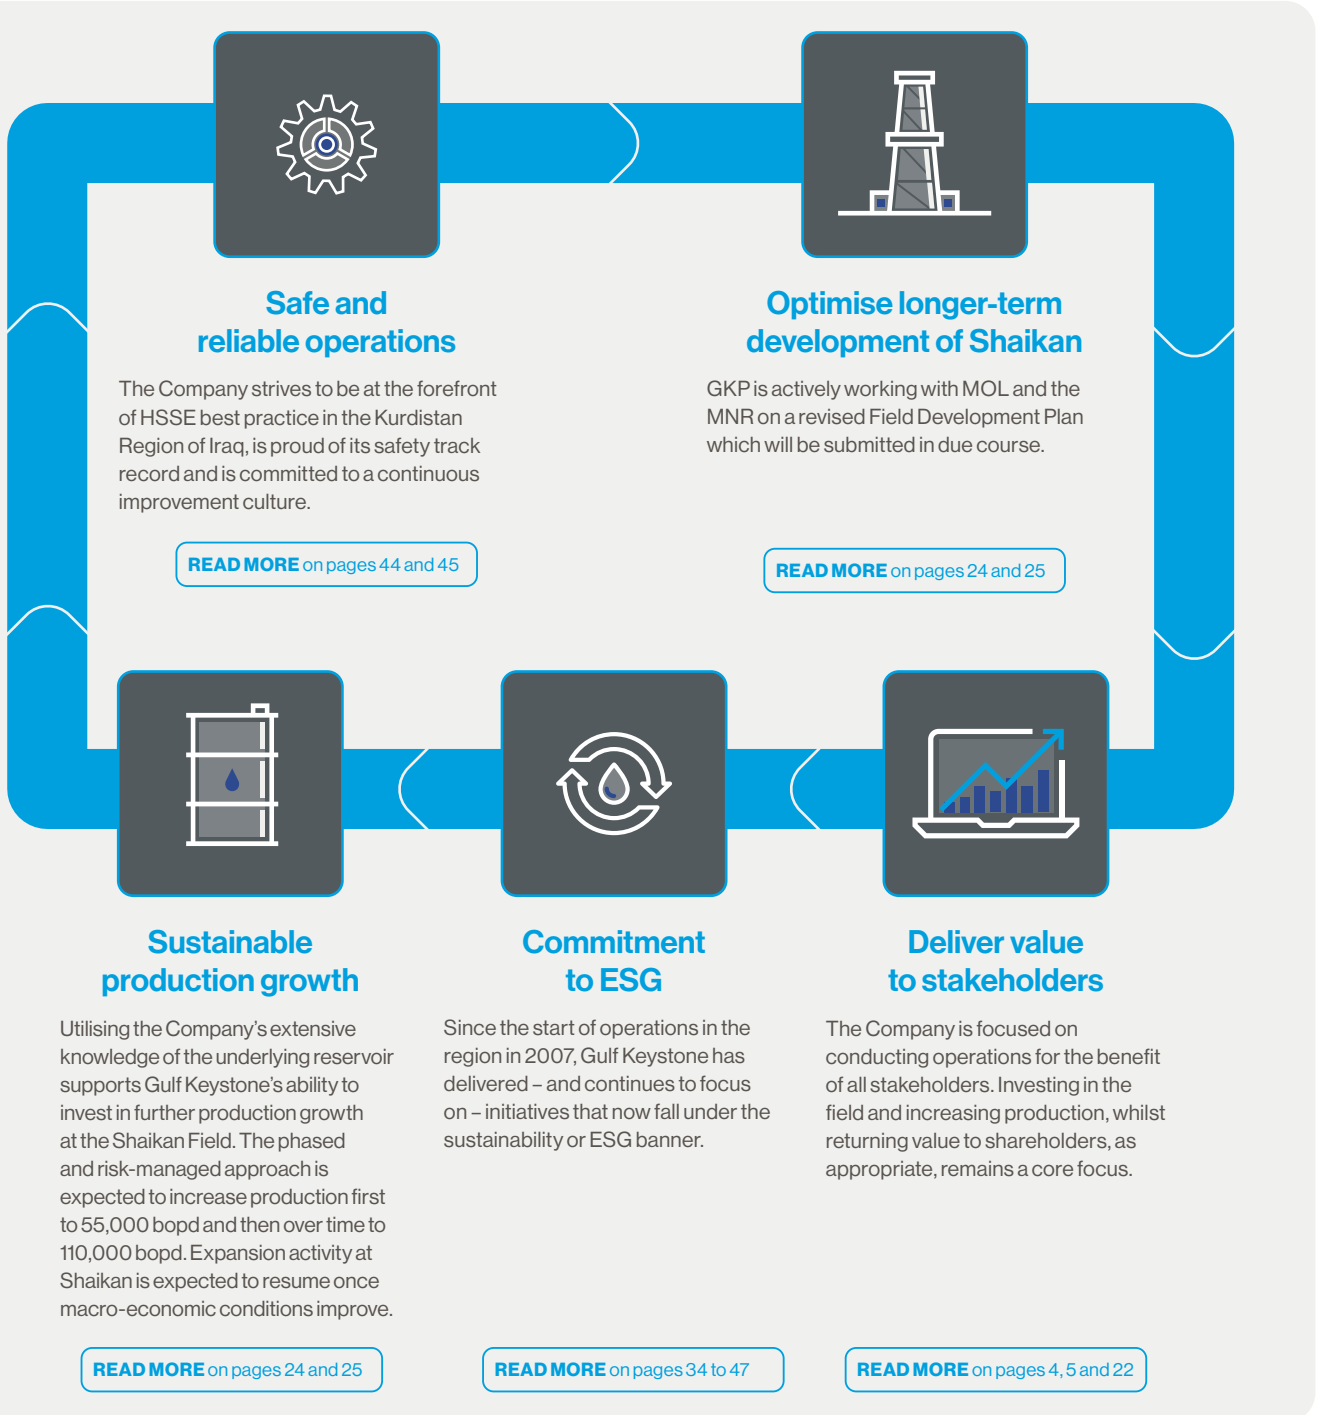 Safe and
reliable operations
The Company strives to be at the forefront
of HSSE best practice in the Kurdistan
Region of Iraq, is proud of its safety track
record and is committed to a continuous
improvement culture.
READ MORE on pages 44 and 45
Optimise longer-term
development of Shaikan
GKP is actively working with MOL and the
MNR on a revised Field Development Plan
which will be submitted in due course.
READ MORE on pages 24 and 25
Sustainable
production growth
Utilising the Company’s extensive
knowledge of the underlying reservoir
supports Gulf Keystone’s ability to
invest in further production growth
at the Shaikan Field. The phased
and risk-managed approach is
expected to increase production first
to 55,000 bopd and then over time to
110,000 bopd. Expansion activity at
Shaikan is expected to resume once
macro-economic conditions improve.
READ MORE on pages 24 and 25
Commitment
to ESG
Since the start of operations in the
region in 2007, Gulf Keystone has
delivered – and continues to focus
on – initiatives that now fall under the
sustainability or ESG banner.
READ MORE on pages 34 to 47
Deliver value
to stakeholders
The Company is focused on
conducting operations for the benefit
of all stakeholders. Investing in the
field and increasing production, whilst
returning value to shareholders, as
appropriate, remains a core focus.
READ MORE on pages 4, 5 and 22